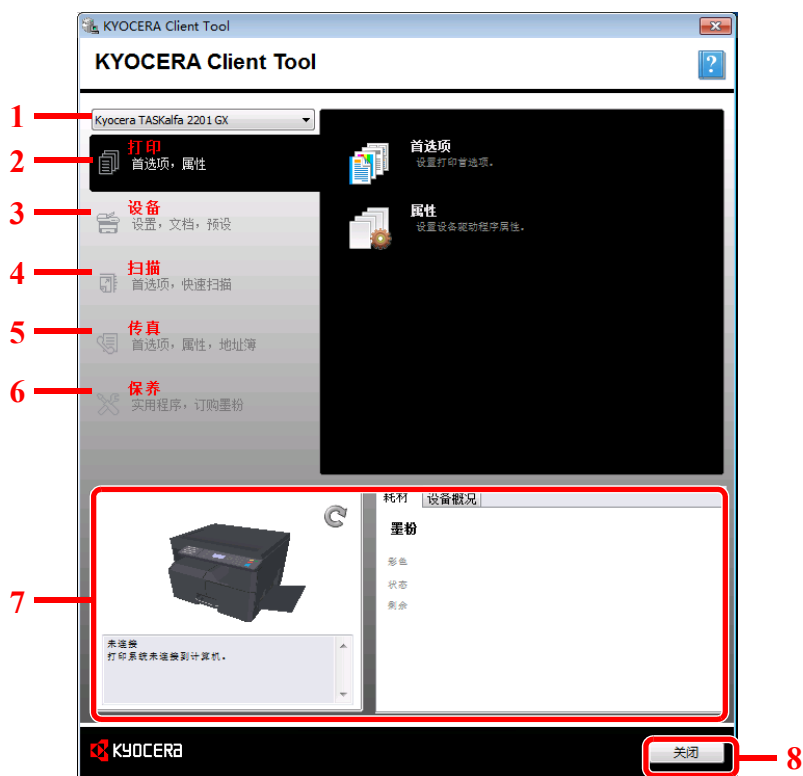 KYOCERA Client Tool
KYOCERA Client Tool
?
1
Kyocera TASKalfa 2201 GX
2
打印
首选项，属性
3
设备
设置，文档，预设
4
扫描
首选项，快速扫描
5
传真
首选项，属性，地址簿
6
保养
实用程序，订购墨粉
首选项
设置打印首选项。
属性
设置设备驱动程序属性。
7
未连接
打印系统未连接到计算机。
耗材
设备概况
墨粉
彩色
状态
剩余
KYOCERA
关闭
8